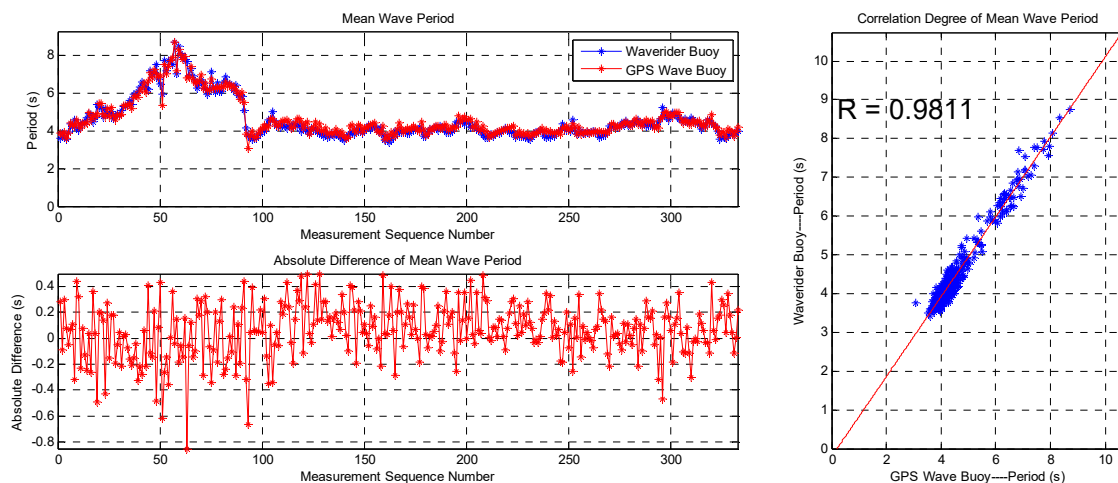 Mean Wave Period
8
6
4
2
0
Period (s)
Waverider Buoy
GPS Wave Buoy
0 50 100 150 200 250 300
Measurement Sequence Number
Absolute Difference of Mean Wave Period
0.4
0.2
0
-0.2
-0.4
-0.6
-0.8
Absolute Difference (s)
0 50 100 150 200 250 300
Measurement Sequence Number
Correlation Degree of Mean Wave Period
R = 0.9811
10
9
8
7
6
5
4
3
2
1
0
Waverider Buoy----Period (s)
0 2 4 6 8 10
GPS Wave Buoy----Period (s)